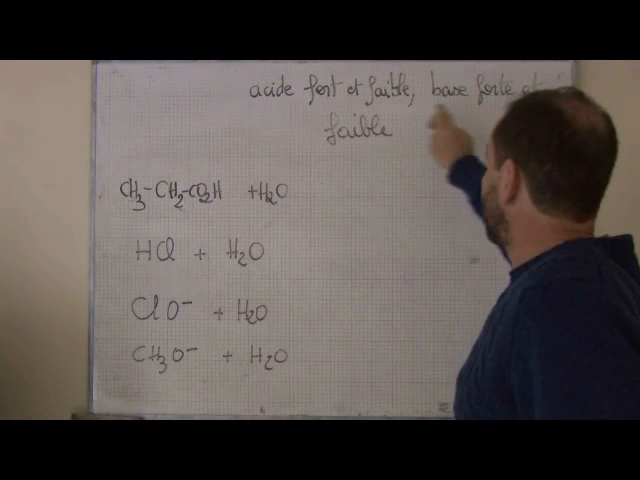 acide fort et faible, base forte et
faible
CH₃-CH₂-CO₂H + H₂O
HCl + H₂O
ClO⁻ + H₂O
CH₃O⁻ + H₂O